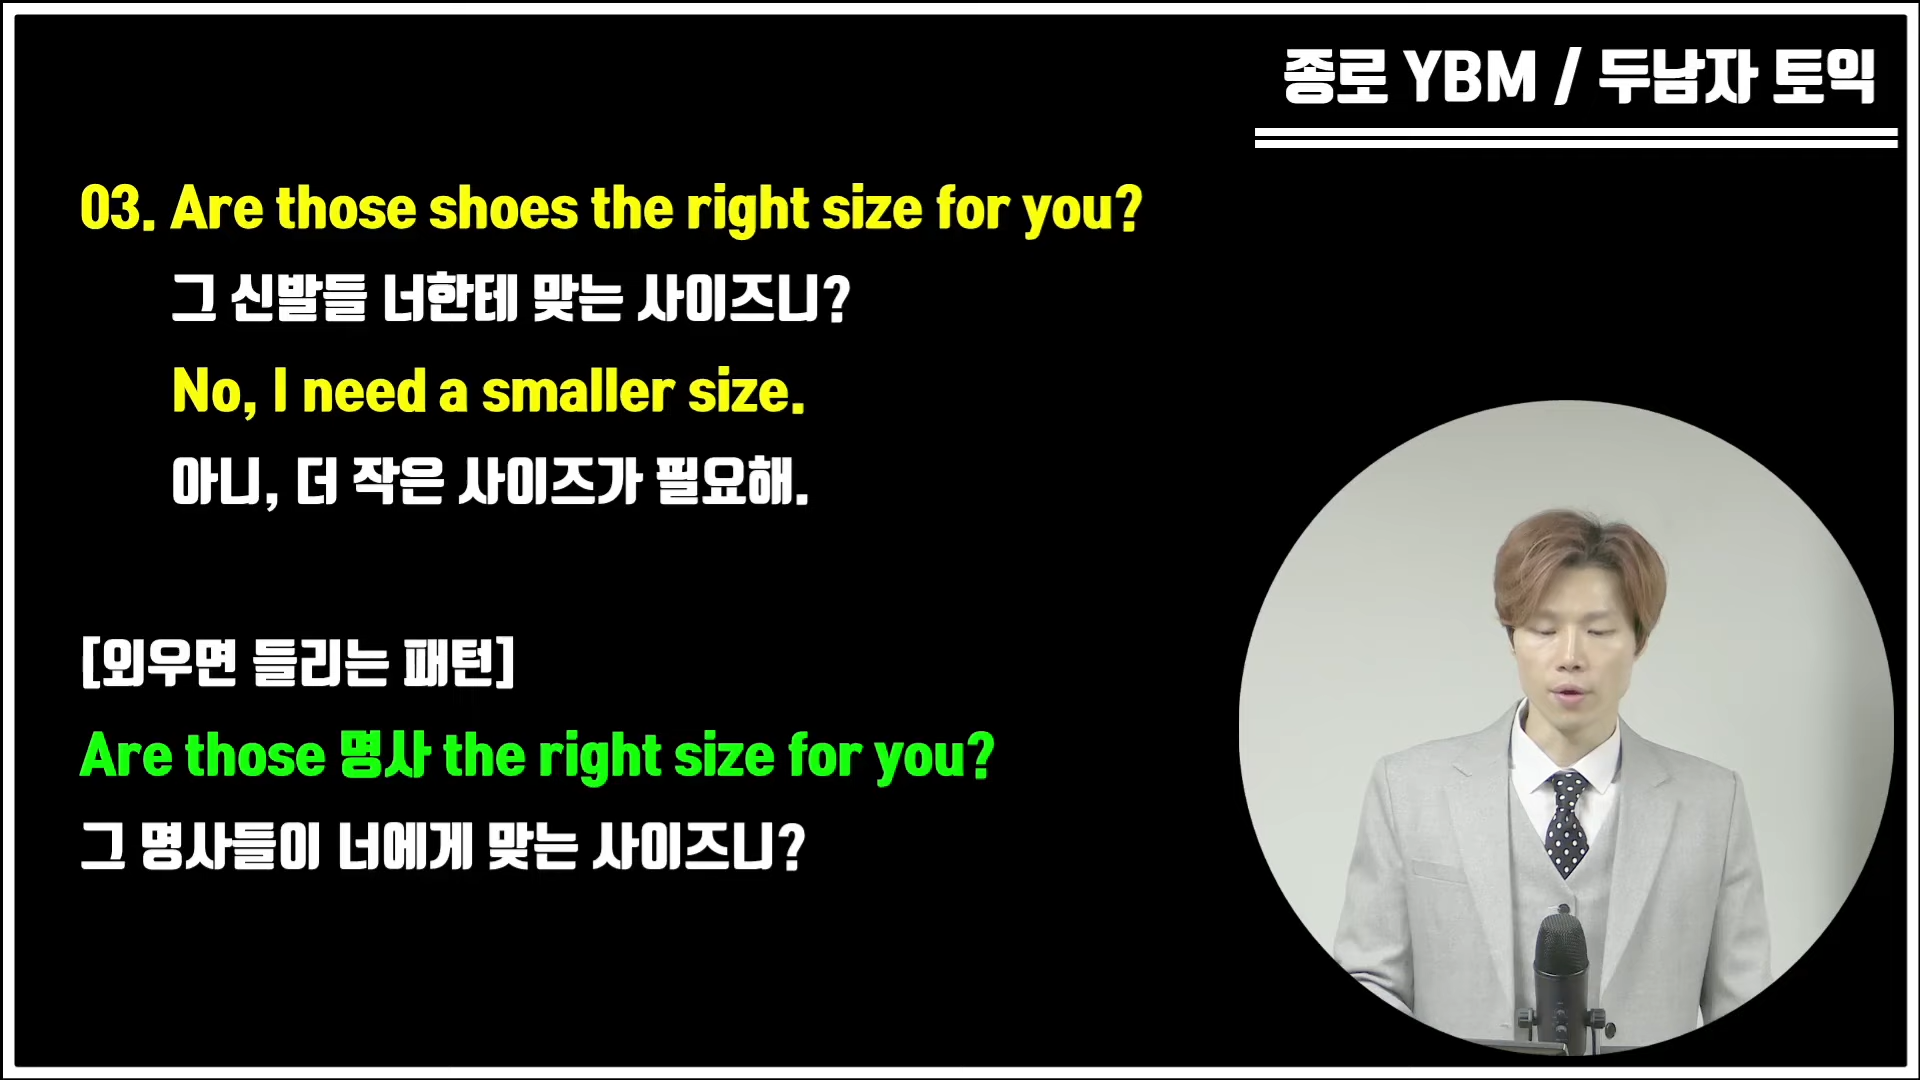 종로 YBM / 두남자 토익
03. Are those shoes the right size for you?
그 신발들 너한테 맞는 사이즈니?
No, I need a smaller size.
아니, 더 작은 사이즈가 필요해.
[외우면 들리는 패턴]
Are those 명사 the right size for you?
그 명사들이 너에게 맞는 사이즈니?